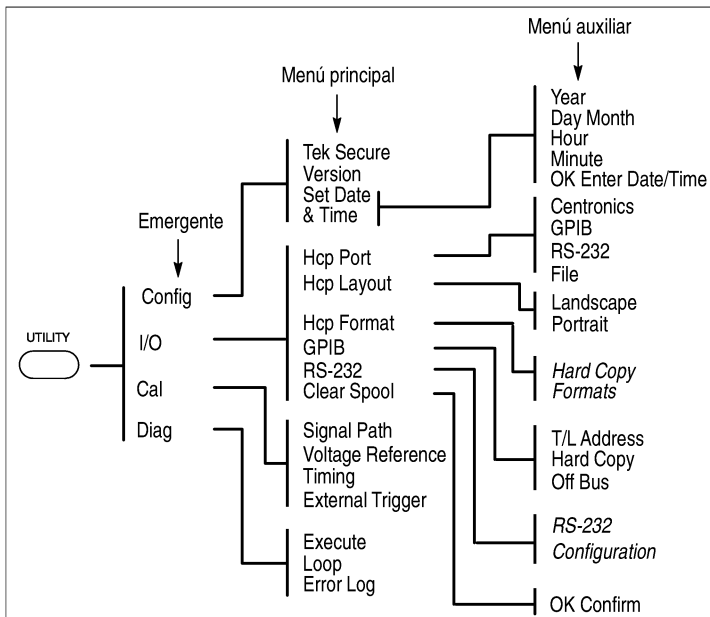 Menú auxiliar
Menú principal
Emergente
UTILITY
Config
I/O
Cal
Diag
Tek Secure
Version
Set Date
& Time
Hcp Port
Hcp Layout
Hcp Format
GPIB
RS-232
Clear Spool
Signal Path
Voltage Reference
Timing
External Trigger
Execute
Loop
Error Log
Year
Day Month
Hour
Minute
OK Enter Date/Time
Centronics
GPIB
RS-232
File
Landscape
Portrait
Hard Copy
Formats
T/L Address
Hard Copy
Off Bus
RS-232
Configuration
OK Confirm